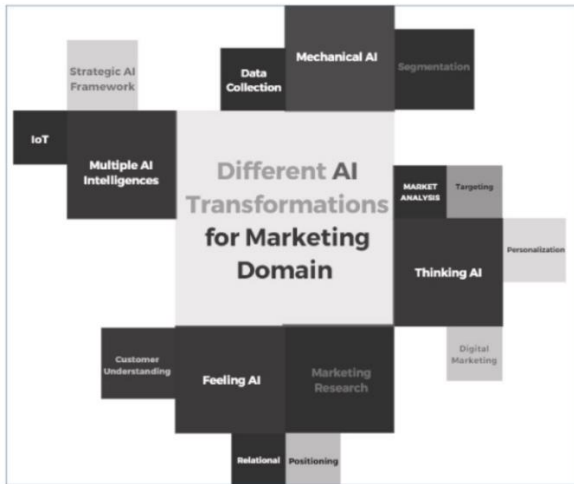 Strategic AI
Framework
IoT
Multiple AI
Intelligences
Data
Collection
Mechanical AI
Segmentation
Different AI
Transformations
for Marketing
Domain
MARKET
ANALYSIS
Targeting
Thinking AI
Personalization
Digital
Marketing
Customer
Understanding
Feeling AI
Marketing
Research
Relational
Positioning